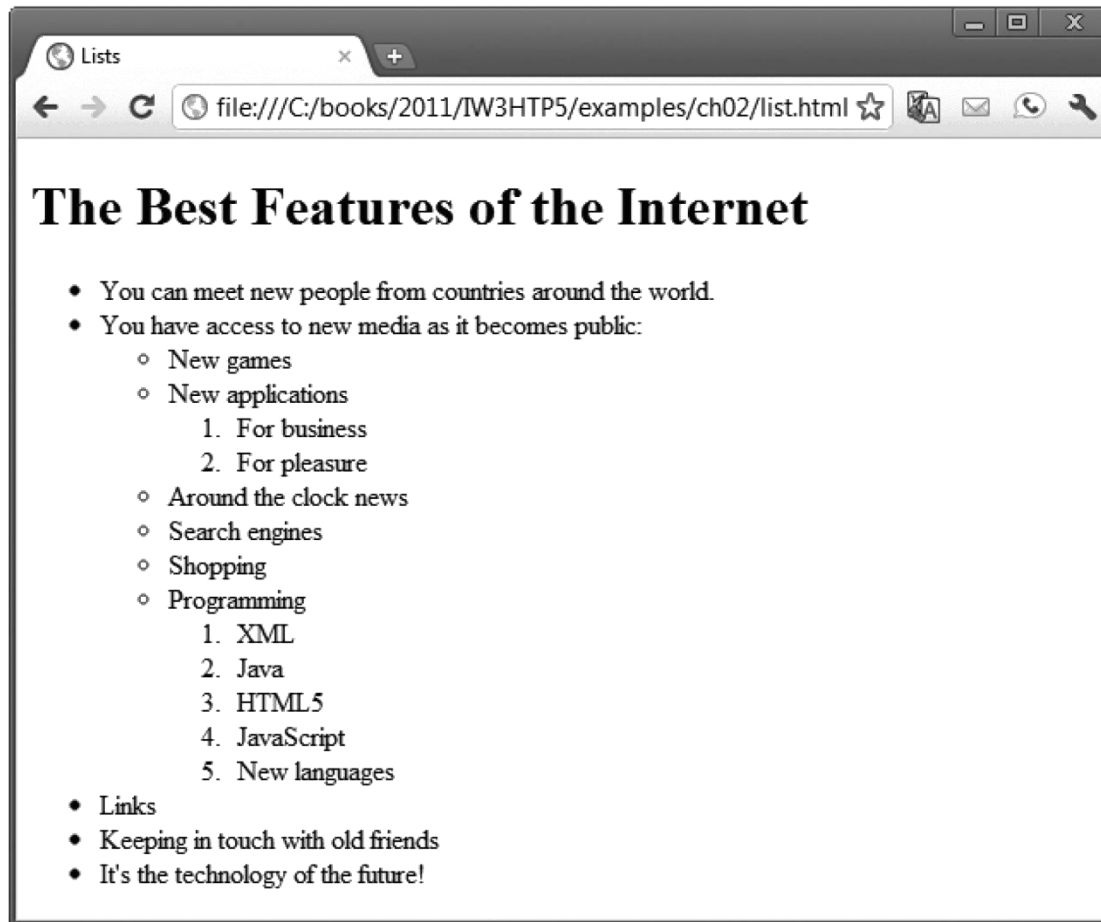 Lists
file:///C:/books/2011/IW3HTP5/examples/ch02/list.html
The Best Features of the Internet
• You can meet new people from countries around the world.
• You have access to new media as it becomes public:
◦ New games
◦ New applications
1. For business
2. For pleasure
◦ Around the clock news
◦ Search engines
◦ Shopping
◦ Programming
1. XML
2. Java
3. HTML5
4. JavaScript
5. New languages
• Links
• Keeping in touch with old friends
• It's the technology of the future!